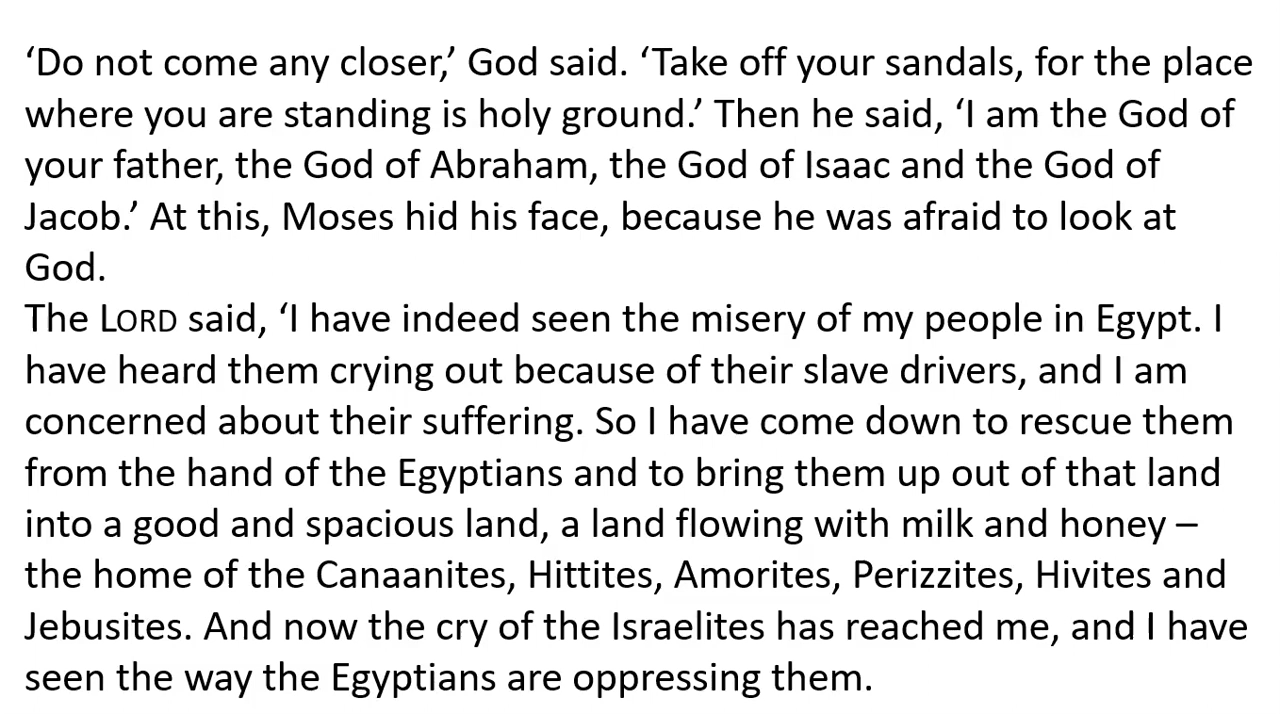 ‘Do not come any closer,’ God said. ‘Take off your sandals, for the place
where you are standing is holy ground.’ Then he said, ‘I am the God of
your father, the God of Abraham, the God of Isaac and the God of
Jacob.’ At this, Moses hid his face, because he was afraid to look at
God.
The LORD said, ‘I have indeed seen the misery of my people in Egypt. I
have heard them crying out because of their slave drivers, and I am
concerned about their suffering. So I have come down to rescue them
from the hand of the Egyptians and to bring them up out of that land
into a good and spacious land, a land flowing with milk and honey –
the home of the Canaanites, Hittites, Amorites, Perizzites, Hivites and
Jebusites. And now the cry of the Israelites has reached me, and I have
seen the way the Egyptians are oppressing them.